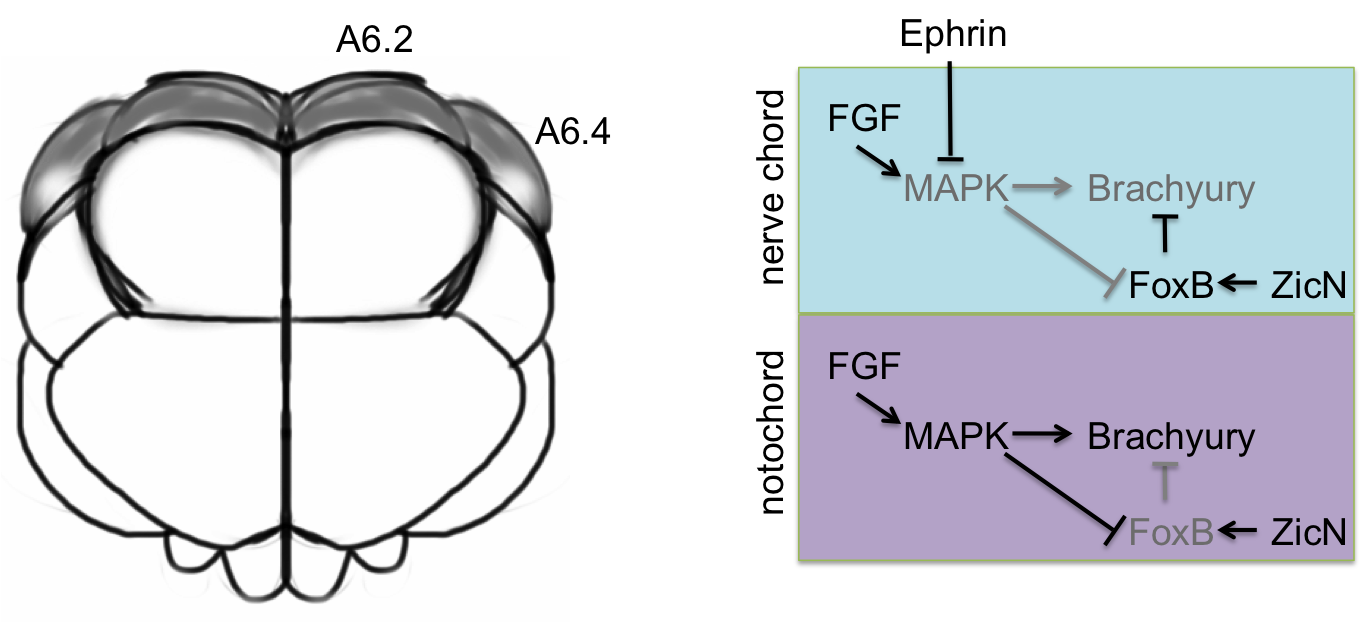 A6.2
A6.4
Ephrin
nerve chord
FGF
MAPK
Brachyury
FoxB
ZicN
notochord
FGF
MAPK
Brachyury
FoxB
ZicN